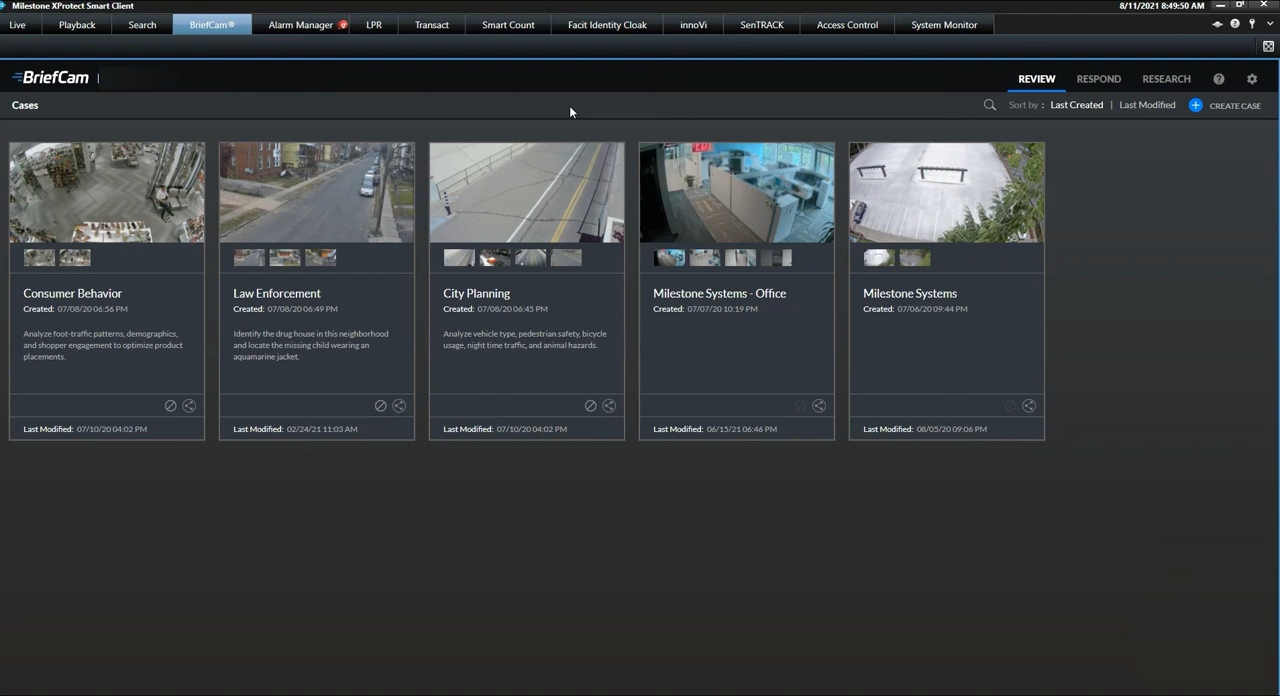 Milestone XProtect Smart Client
8/11/2021 8:49:50 AM
Live Playback Search BriefCam® Alarm Manager LPR Transact Smart Count Facit Identity Cloak innoVi SenTRACK Access Control System Monitor
BriefCam
REVIEW RESPOND RESEARCH
Cases
Sort by : Last Created | Last Modified CREATE CASE
Consumer Behavior
Created: 07/08/20 06:56 PM
Analyze foot-traffic patterns, demographics,
and shopper engagement to optimize product
placements.
Last Modified: 07/10/20 04:02 PM
Law Enforcement
Created: 07/08/20 06:49 PM
Identify the drug house in this neighborhood
and locate the missing child wearing an
aquamarine jacket.
Last Modified: 02/24/21 11:03 AM
City Planning
Created: 07/08/20 06:45 PM
Analyze vehicle type, pedestrian safety, bicycle
usage, night time traffic, and animal hazards.
Last Modified: 07/10/20 04:02 PM
Milestone Systems - Office
Created: 07/07/20 10:19 PM
Last Modified: 06/15/21 06:46 PM
Milestone Systems
Created: 07/06/20 09:44 PM
Last Modified: 08/05/20 09:06 PM